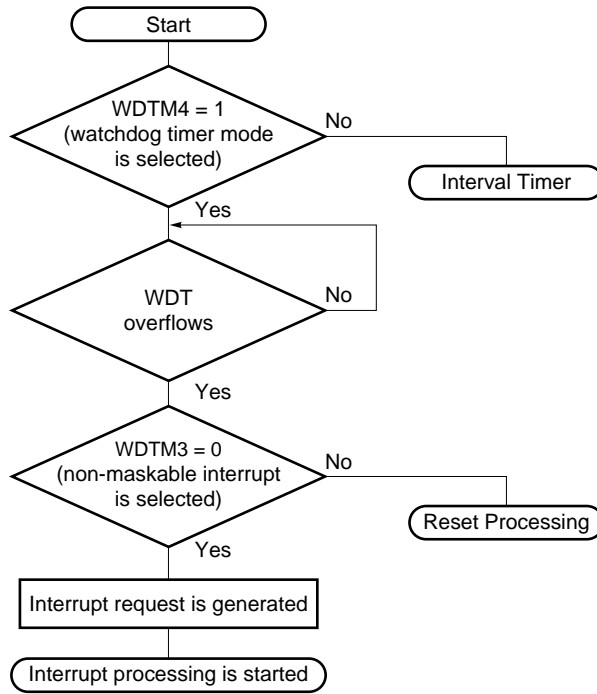 Start
WDTM4 = 1
(watchdog timer mode
is selected)
No
Interval Timer
Yes
WDT
overflows
No
Yes
WDTM3 = 0
(non-maskable interrupt
is selected)
No
Reset Processing
Yes
Interrupt request is generated
Interrupt processing is started